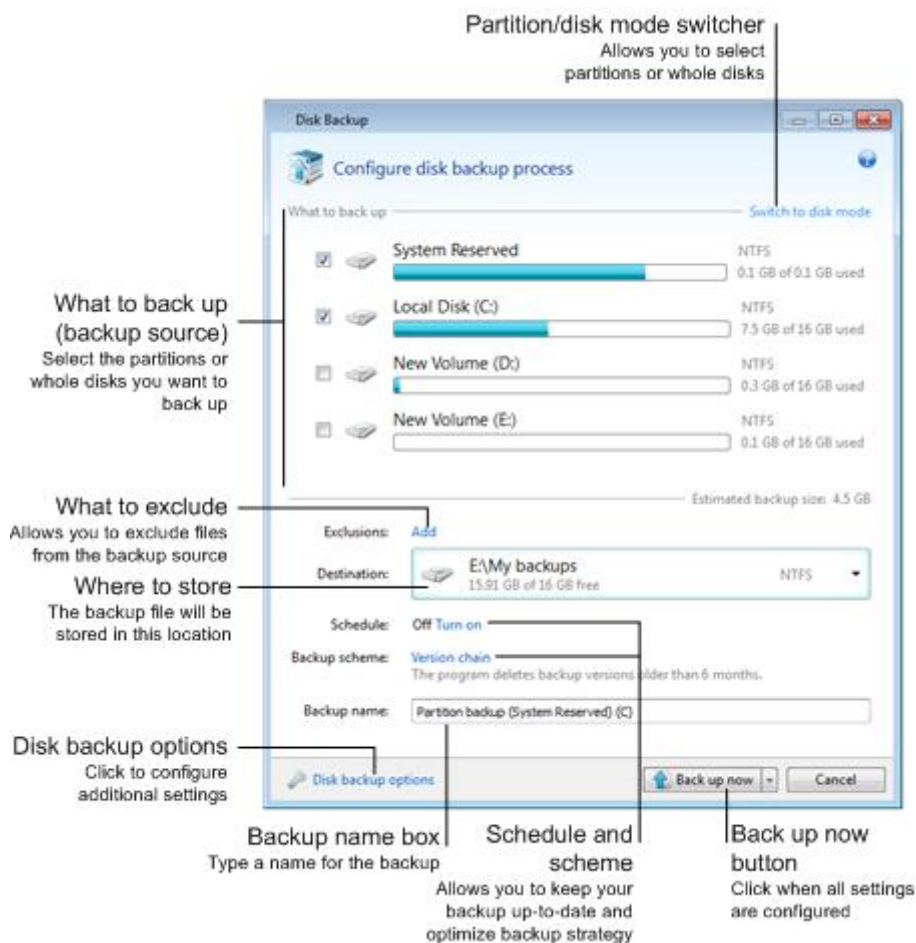 Partition/disk mode switcher
Allows you to select
partitions or whole disks
Disk Backup
Configure disk backup process
What to back up
Switch to disk mode
System Reserved
NTFS
0.1 GB of 0.1 GB used
Local Disk (C:)
NTFS
7.5 GB of 16 GB used
New Volume (D:)
NTFS
0.3 GB of 16 GB used
New Volume (E:)
NTFS
0.1 GB of 16 GB used
What to back up
(backup source)
Select the partitions or
whole disks you want to
back up
Estimated backup size: 4.5 GB
What to exclude
Allows you to exclude files
from the backup source
Exclusions: Add
Where to store
The backup file will be
stored in this location
Destination: E:\My backups
15.91 GB of 16 GB free
NTFS
Schedule: Off Turn on
Backup scheme: Version chain
The program deletes backup versions older than 6 months.
Backup name: Partition backup (System Reserved) (C)
Disk backup options
Click to configure
additional settings
Disk backup options
Back up now
Cancel
Backup name box
Type a name for the backup
Schedule and
scheme
Allows you to keep your
backup up-to-date and
optimize backup strategy
Back up now
button
Click when all settings
are configured